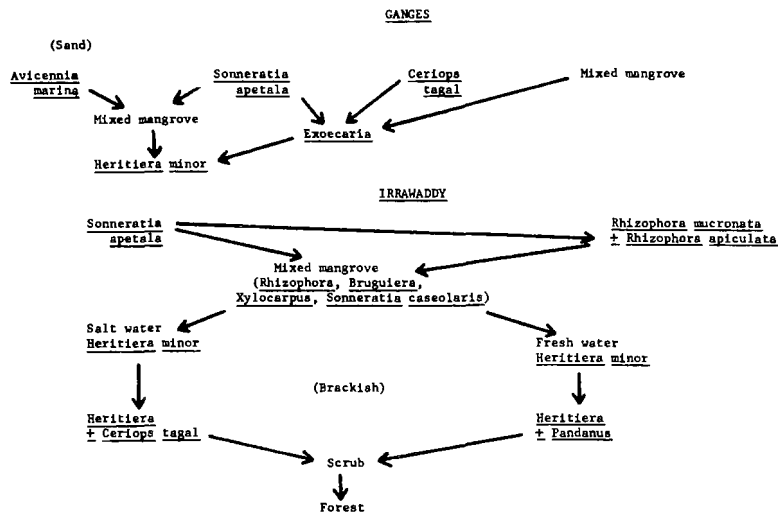 GANGES
(Sand)
Avicennia
marina
Sonneratia
apetala
Ceriops
tagal
Mixed mangrove
Mixed mangrove
Exoecaria
Heritiera minor
IRRAWADDY
Sonneratia
apetala
Rhizophora mucronata
+ Rhizophora apiculata
Mixed mangrove
(Rhizophora, Bruguiera,
Xylocarpus, Sonneratia caseolaris)
Salt water
Heritiera minor
Fresh water
Heritiera minor
(Brackish)
Heritiera
+ Ceriops tagal
Heritiera
+ Pandanus
Scrub
Forest